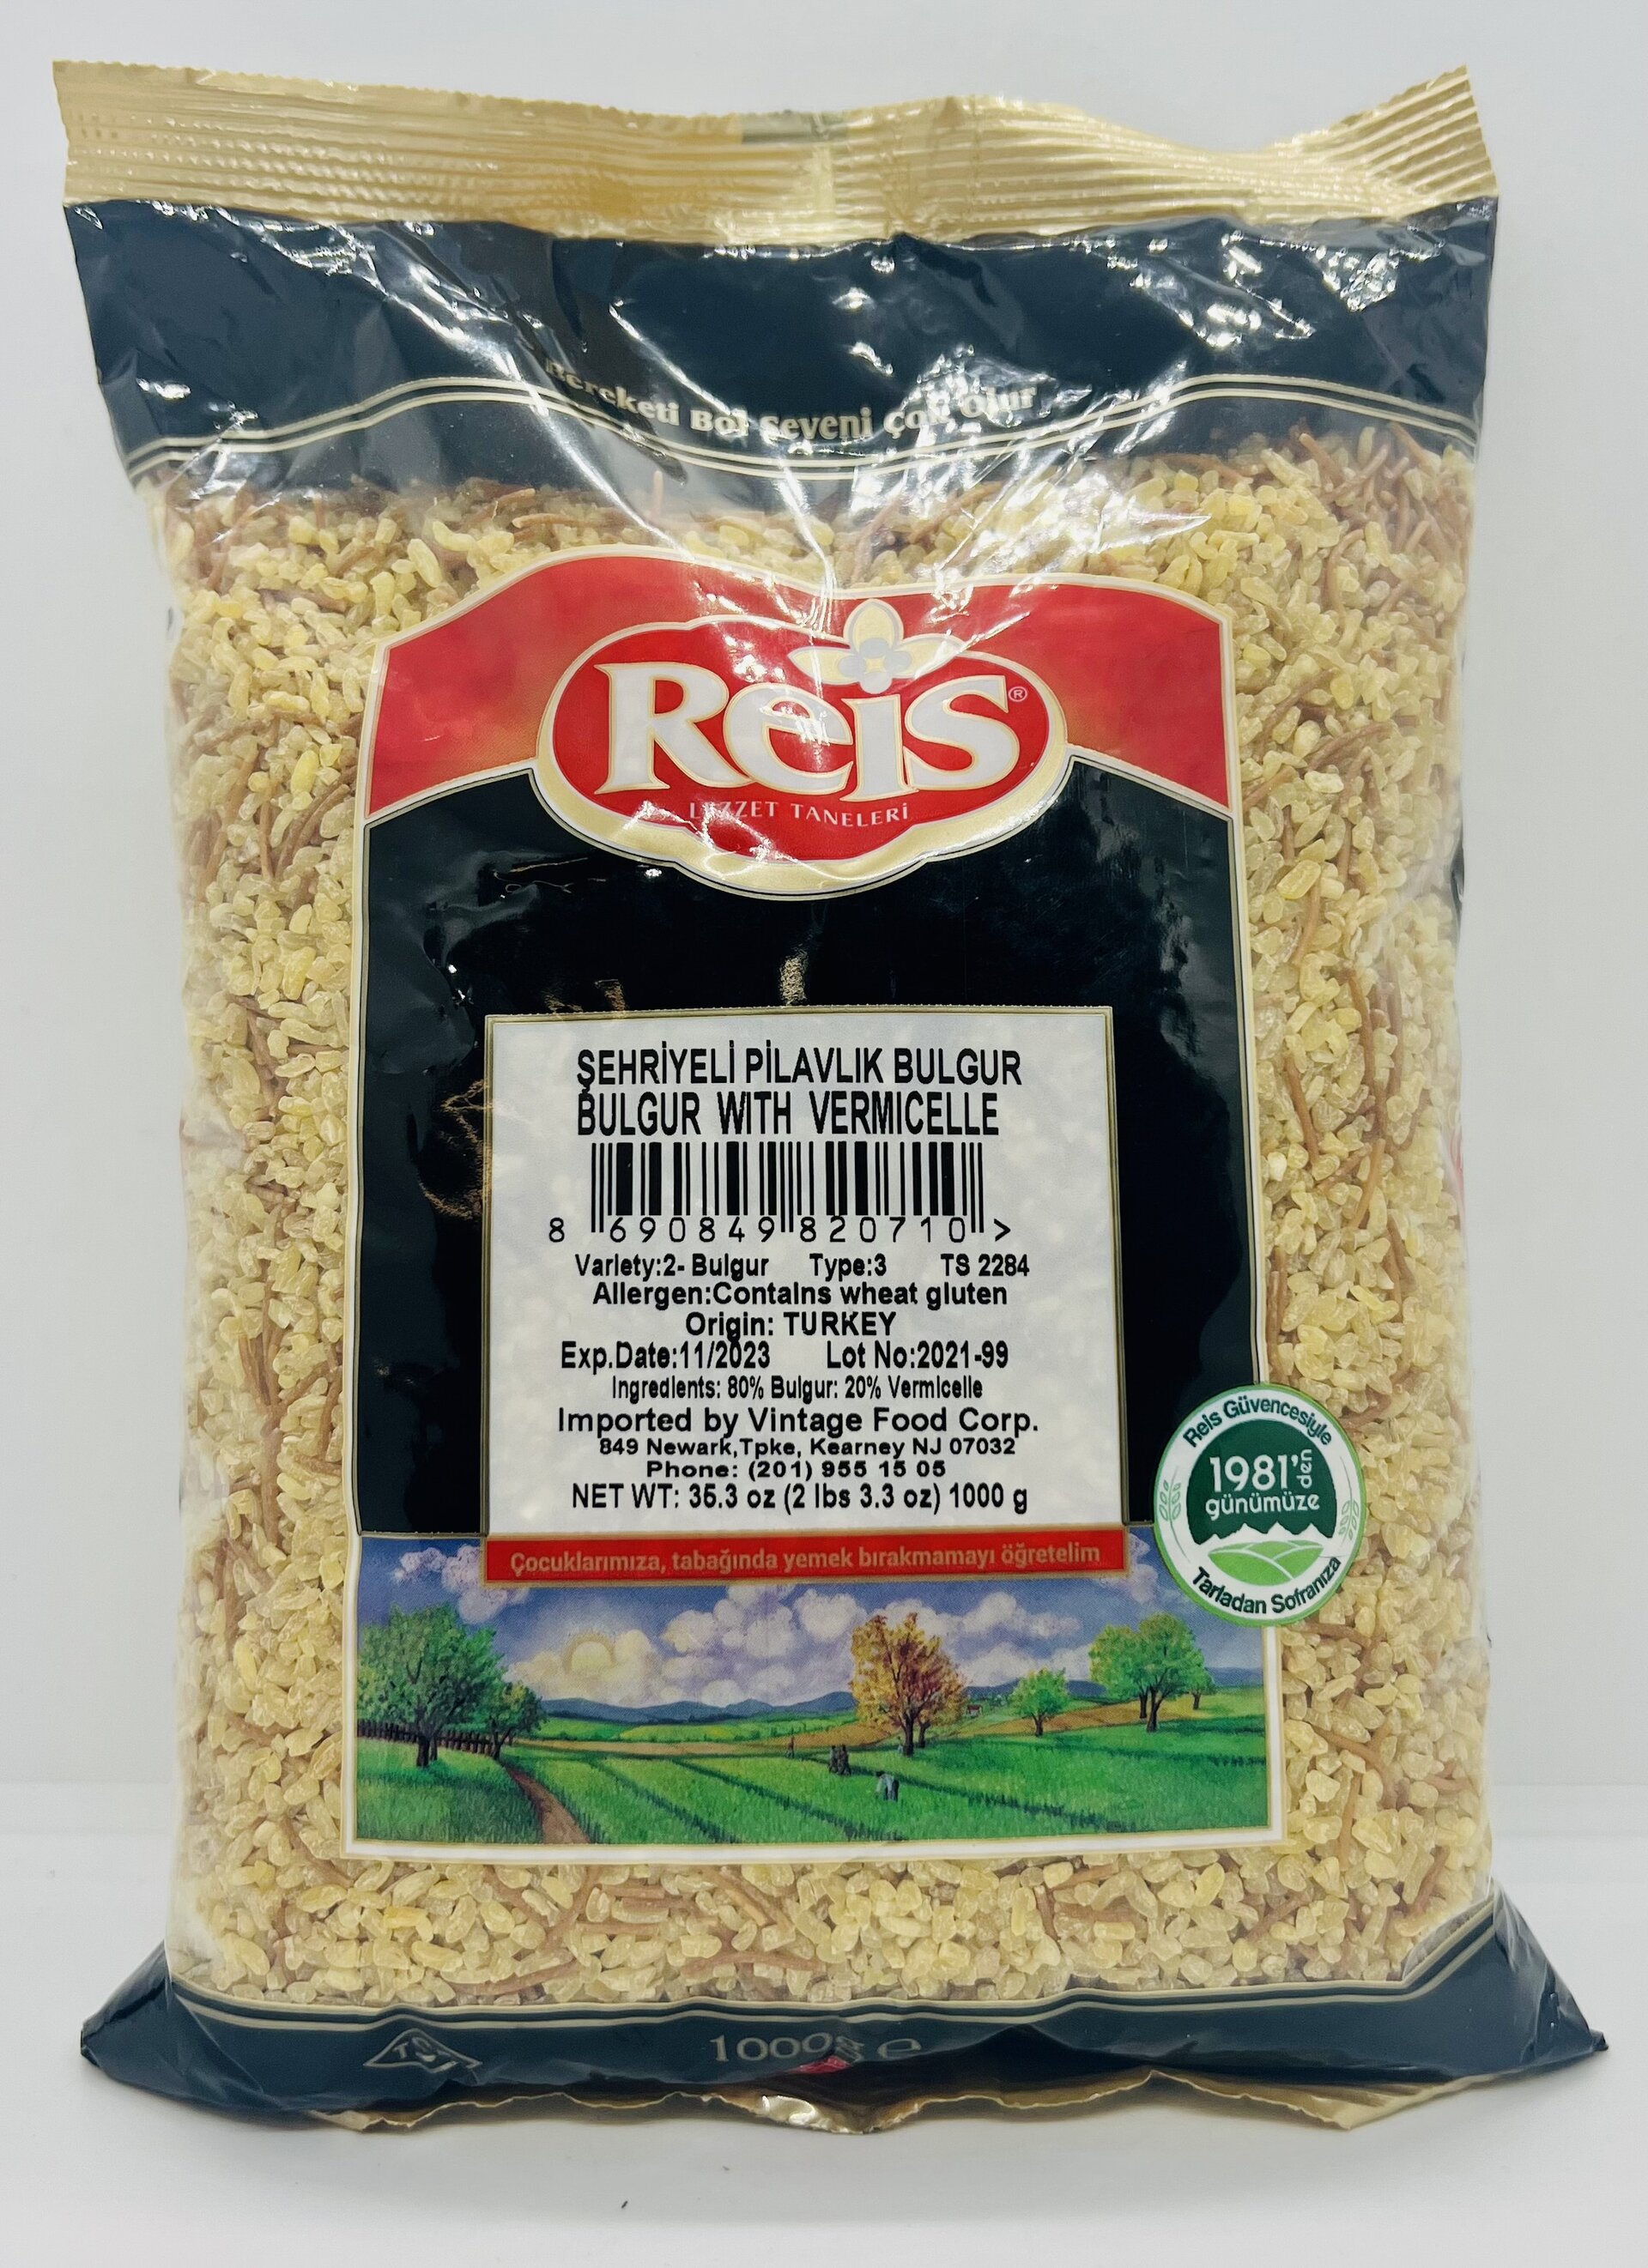 Bereketi Bol Seveni Çok Olur
Reis®
LEZZET TANELERİ
ŞEHRİYELİ PİLAVLIK BULGUR
BULGUR WITH VERMICELLE
8 690849 820710 >
Variety:2- Bulgur Type:3 TS 2284
Allergen:Contains wheat gluten
Origin: TURKEY
Exp.Date:11/2023 Lot No:2021-99
Ingredients: 80% Bulgur: 20% Vermicelle
Imported by Vintage Food Corp.
849 Newark,Tpke, Kearney NJ 07032
Phone: (201) 955 15 05
NET WT: 35.3 oz (2 lbs 3.3 oz) 1000 g
Reis Güvencesiyle
1981'den
günümüze
Tarladan Sofranıza
Çocuklarımıza, tabağında yemek bırakmamayı öğretelim
1000g e